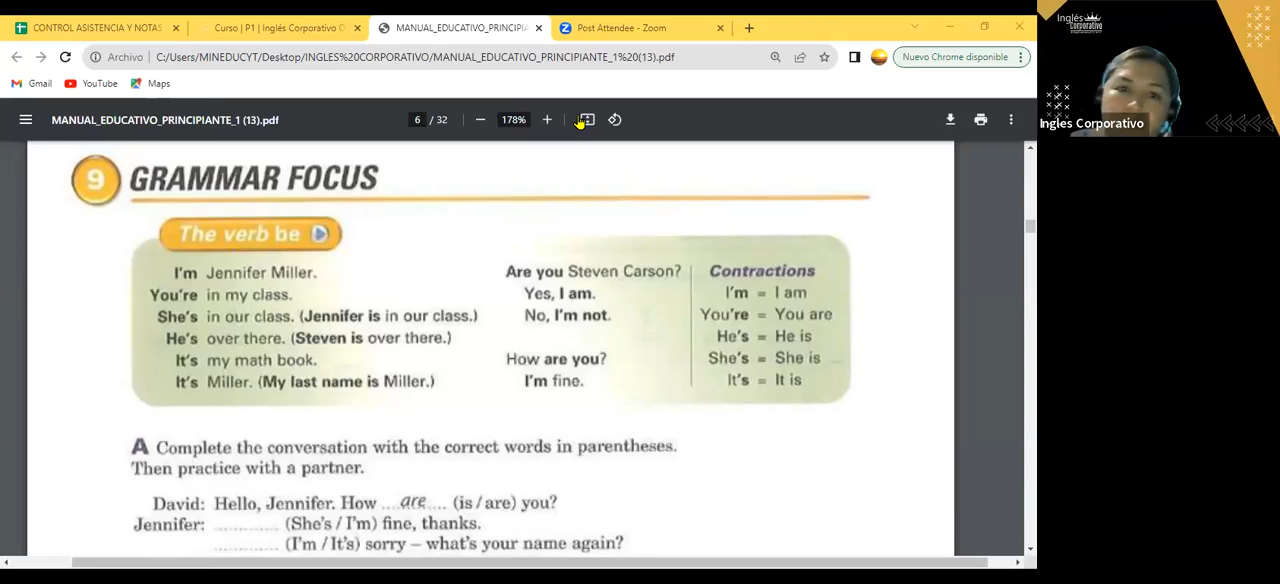 CONTROL ASISTENCIA Y NOTAS
Curso | P1 | Inglés Corporativo
MANUAL_EDUCATIVO_PRINCIPIA
Post Attendee - Zoom
Archivo
C:/Users/MINEDUCYT/Desktop/INGLES%20CORPORATIVO/MANUAL_EDUCATIVO_PRINCIPIANTE_1%20(13).pdf
Nuevo Chrome disponible
Gmail
YouTube
Maps
MANUAL_EDUCATIVO_PRINCIPIANTE_1 (13).pdf
6 / 32
178%
9 GRAMMAR FOCUS
The verb be
I'm Jennifer Miller.
You're in my class.
She's in our class. (Jennifer is in our class.)
He's over there. (Steven is over there.)
It's my math book.
It's Miller. (My last name is Miller.)
Are you Steven Carson?
Yes, I am.
No, I'm not.
How are you?
I'm fine.
Contractions
I'm = I am
You're = You are
He's = He is
She's = She is
It's = It is
A Complete the conversation with the correct words in parentheses.
Then practice with a partner.
David: Hello, Jennifer. How ...are.... (is / are) you?
Jennifer: ............ (She's / I'm) fine, thanks.
............ (I'm / It's) sorry – what's your name again?
Inglés
Corporativo
Ingles Corporativo